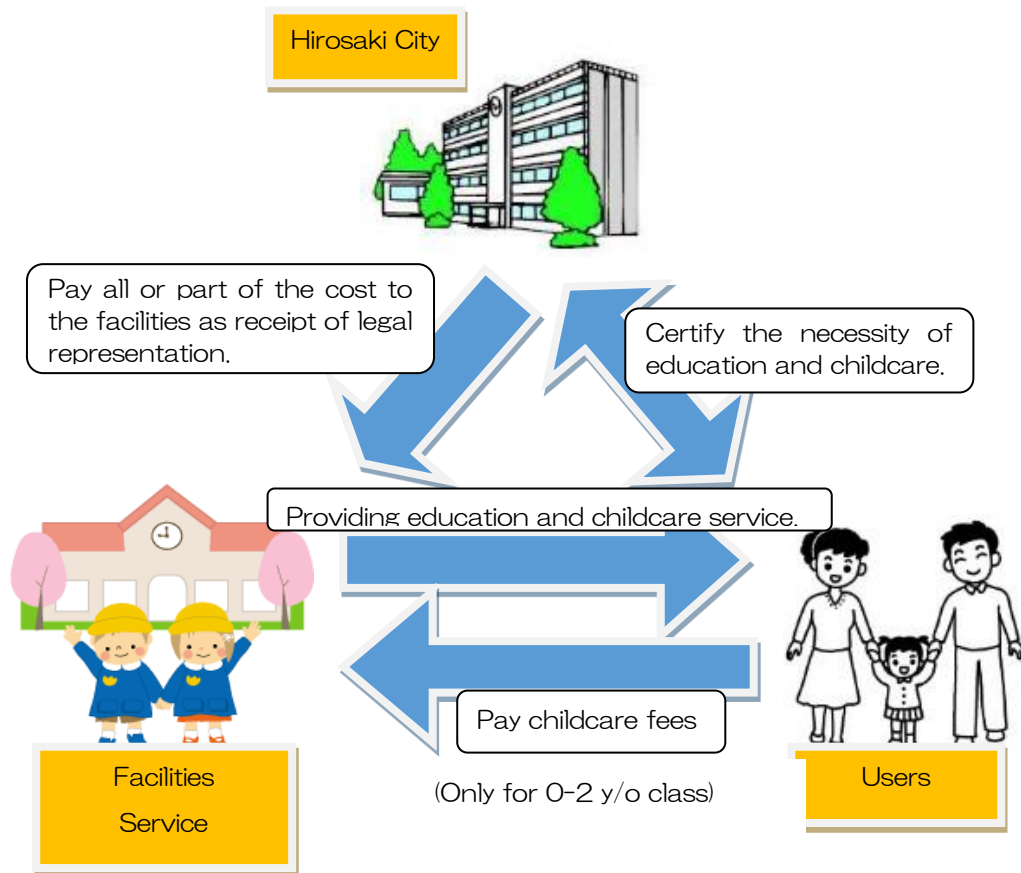 Hirosaki City
Pay all or part of the cost to
the facilities as receipt of legal
representation.
Certify the necessity of
education and childcare.
Providing education and childcare service.
Pay childcare fees
(Only for 0-2 y/o class)
Facilities
Service
Users